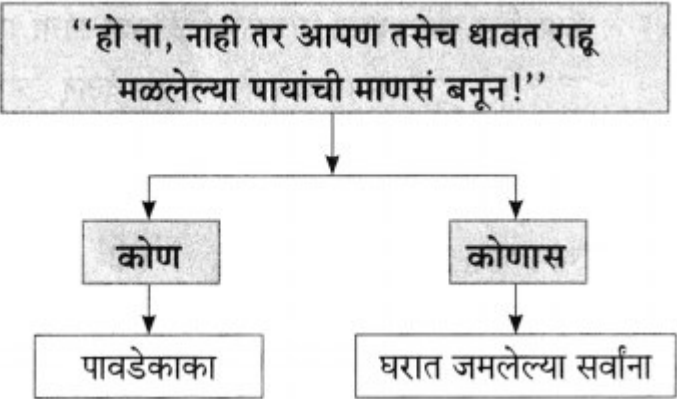 “हो ना, नाही तर आपण तसेच धावत राहू
मळलेल्या पायांची माणसं बनून!”
कोण
कोणास
पावडेकाका
घरात जमलेल्या सर्वांना